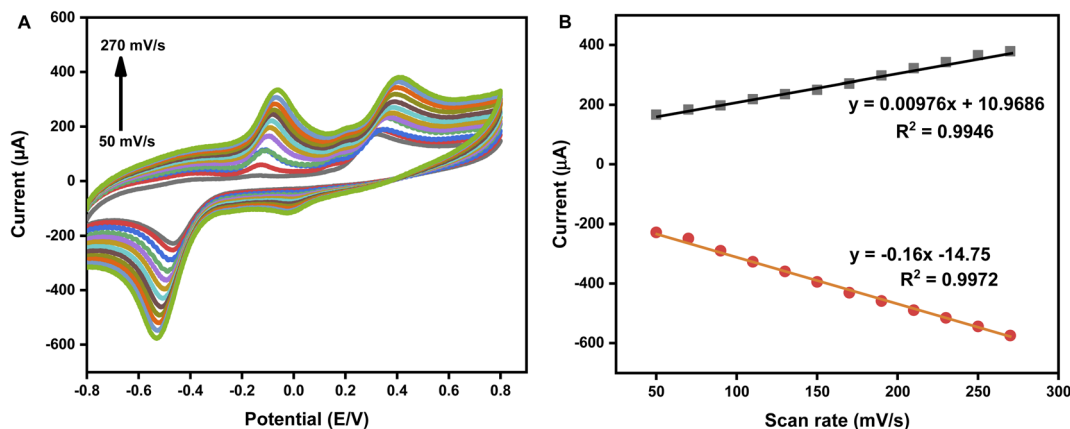 A
600
400
200
0
-200
-400
-600
Current (µA)
270 mV/s
50 mV/s
-0.8
-0.6
-0.4
-0.2
0.0
0.2
0.4
0.6
0.8
Potential (E/V)
B
600
400
200
0
-200
-400
-600
Current (µA)
y = 0.00976x + 10.9686
R² = 0.9946
y = -0.16x -14.75
R² = 0.9972
50
100
150
200
250
300
Scan rate (mV/s)